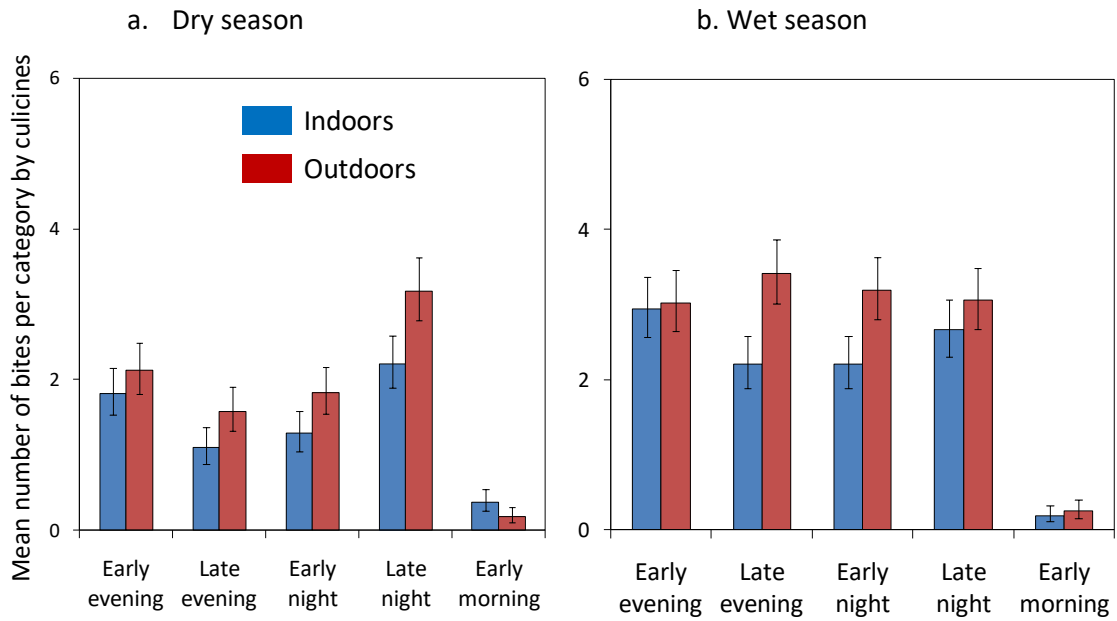 a. Dry season
b. Wet season
Mean number of bites per category by culicines
6
4
2
0
Indoors
Outdoors
Early evening
Late evening
Early night
Late night
Early morning
6
4
2
0
Early evening
Late evening
Early night
Late night
Early morning